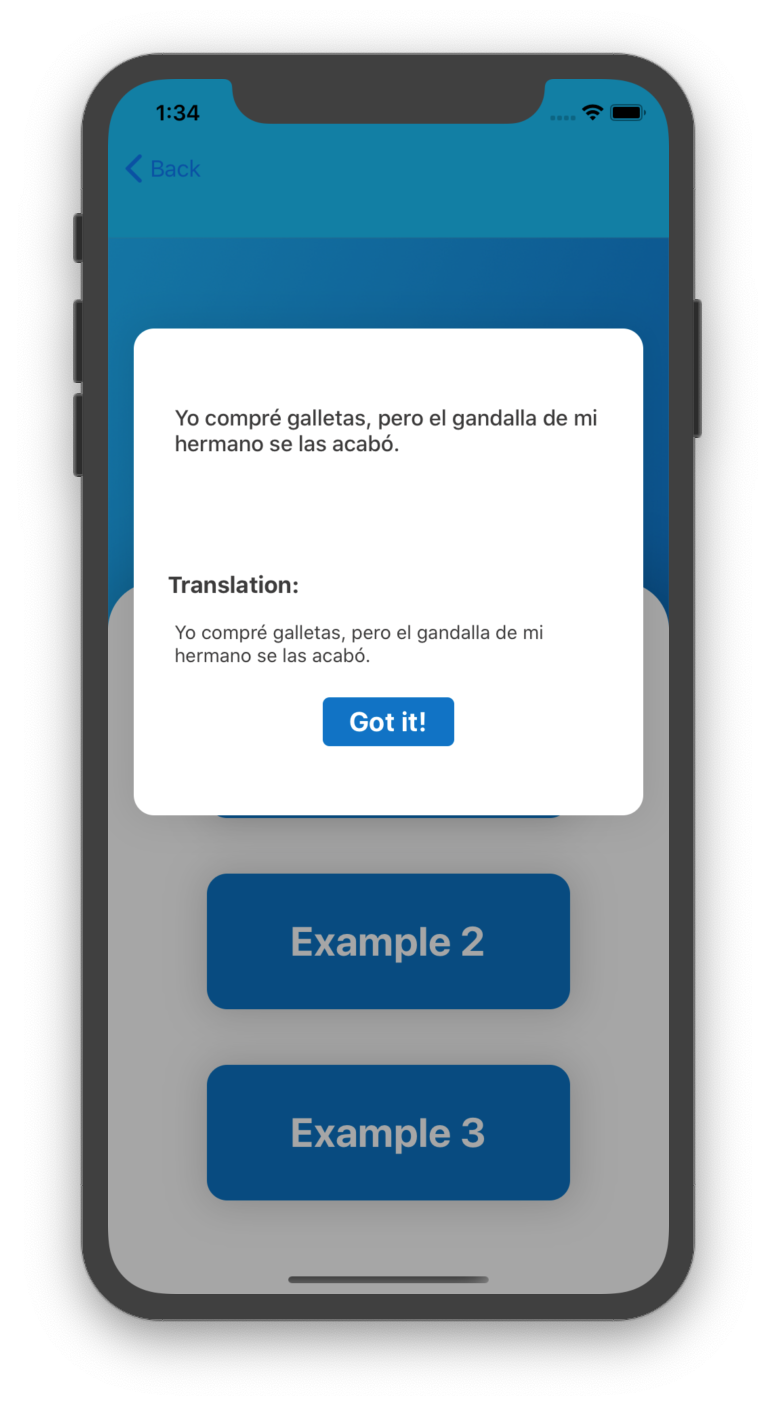 1:34
Back
Yo compré galletas, pero el gandalla de mi
hermano se las acabó.
Translation:
Yo compré galletas, pero el gandalla de mi
hermano se las acabó.
Got it!
Example 2
Example 3